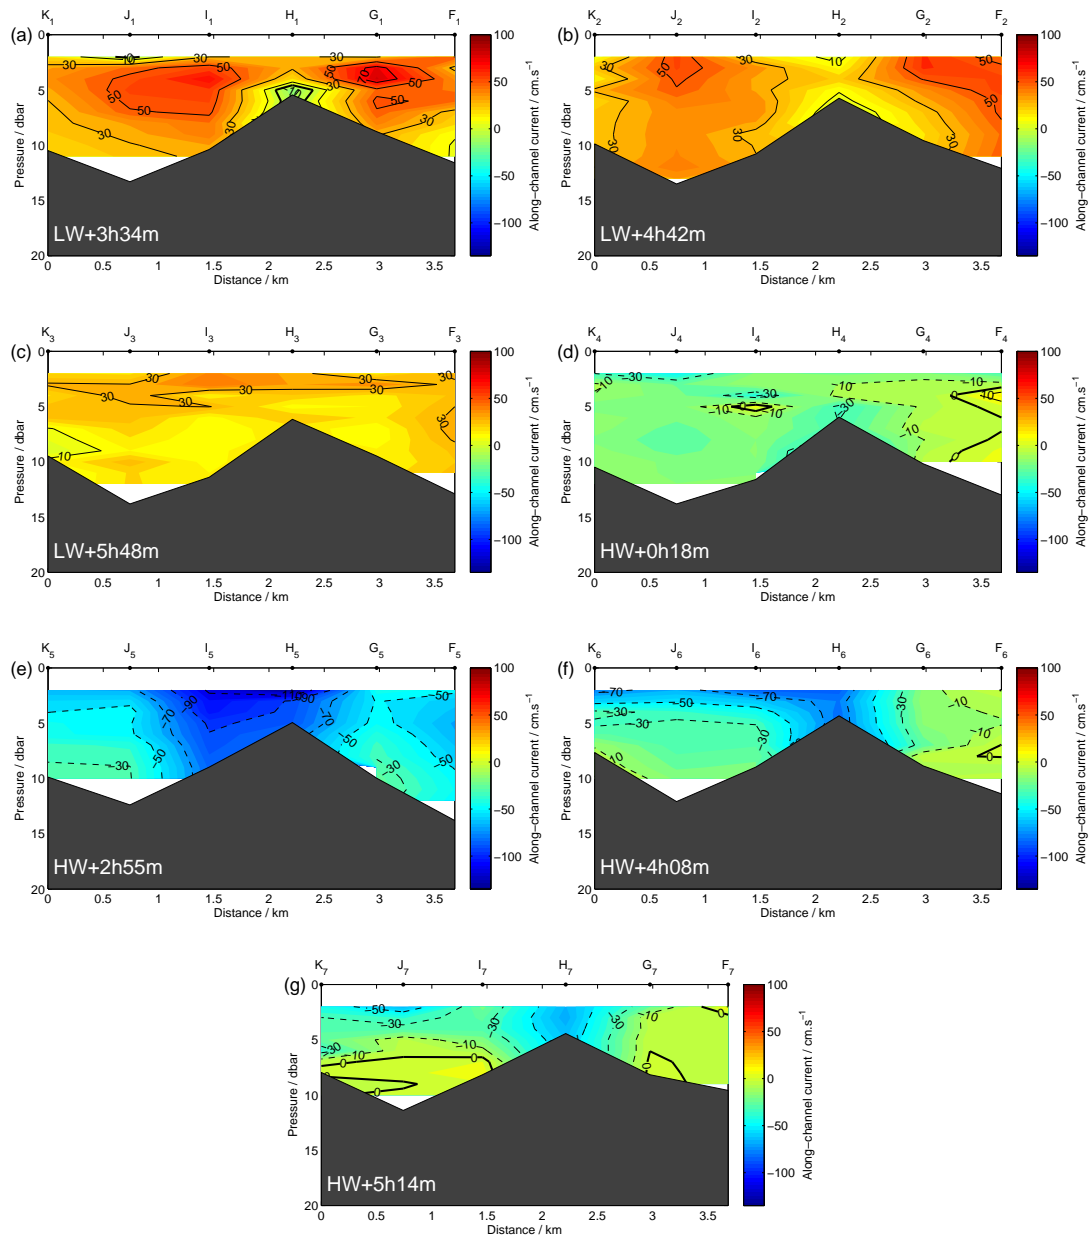 K1 J1 I1 H1 G1 F1
(a)
0
5
10
15
20
Pressure / dbar
30 10 30 30 50 30
50 70 50
50 30 30
30 30
LW+3h34m
0 0.5 1 1.5 2 2.5 3 3.5
Distance / km
100
50
0
−50
−100
Along−channel current / cm.s−1
K2 J2 I2 H2 G2 F2
(b)
0
5
10
15
20
30 50 30 10 30 50
10
50
30 30 30
LW+4h42m
0 0.5 1 1.5 2 2.5 3 3.5
Distance / km
100
50
0
−50
−100
Along−channel current / cm.s−1
K3 J3 I3 H3 G3 F3
(c)
0
5
10
15
20
Pressure / dbar
30 30 30 30
30 30 30
10 30
LW+5h48m
0 0.5 1 1.5 2 2.5 3 3.5
Distance / km
100
50
0
−50
−100
Along−channel current / cm.s−1
K4 J4 I4 H4 G4 F4
(d)
0
5
10
15
20
−10 −30 −30 −10 −10
−10 0 −10 −30 0
−10
0
HW+0h18m
0 0.5 1 1.5 2 2.5 3 3.5
Distance / km
100
50
0
−50
−100
Along−channel current / cm.s−1
K5 J5 I5 H5 G5 F5
(e)
0
5
10
15
20
Pressure / dbar
−90 −50 −50
−70 −70
−50 −50
−30 −30
HW+2h55m
0 0.5 1 1.5 2 2.5 3 3.5
Distance / km
100
50
0
−50
−100
Along−channel current / cm.s−1
K6 J6 I6 H6 G6 F6
(f)
0
5
10
15
20
−70 −70
−50 −50 −10
−30 −30 −30 −30 −10
−10 0
HW+4h08m
0 0.5 1 1.5 2 2.5 3 3.5
Distance / km
100
50
0
−50
−100
Along−channel current / cm.s−1
K7 J7 I7 H7 G7 F7
(g)
0
5
10
15
20
Pressure / dbar
−50 −30 −30 −10 0
−30
−30 −10 −10
0 0 0
0 0
HW+5h14m
0 0.5 1 1.5 2 2.5 3 3.5
Distance / km
100
50
0
−50
−100
Along−channel current / cm.s−1